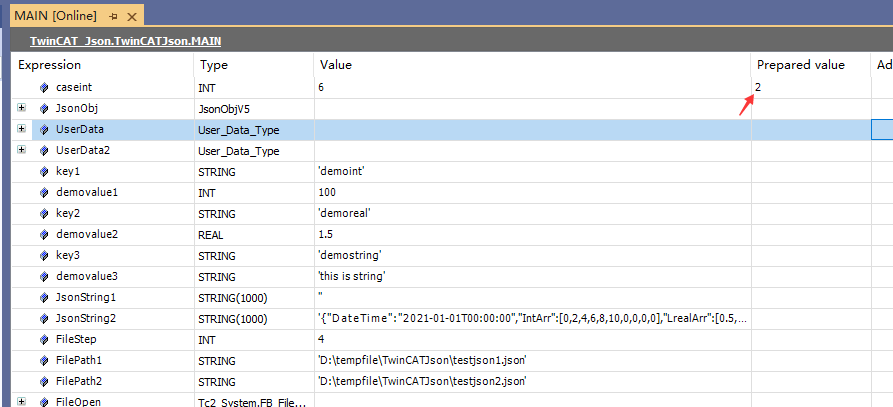 MAIN [Online]
TwinCAT_Json.TwinCATJson.MAIN
Expression Type Value Prepared value Ad
caseint INT 6 2
JsonObj JsonObjV5
UserData User_Data_Type
UserData2 User_Data_Type
key1 STRING 'demoint'
demovalue1 INT 100
key2 STRING 'demoreal'
demovalue2 REAL 1.5
key3 STRING 'demostring'
demovalue3 STRING 'this is string'
JsonString1 STRING(1000) ''
JsonString2 STRING(1000) '{"DateTime":"2021-01-01T00:00:00","IntArr":[0,2,4,6,8,10,0,0,0,0],"LrealArr":[0.5,...
FileStep INT 4
FilePath1 STRING 'D:\tempfile\TwinCATJson\testjson1.json'
FilePath2 STRING 'D:\tempfile\TwinCATJson\testjson2.json'
FileOpen Tc2_System.FB_File...